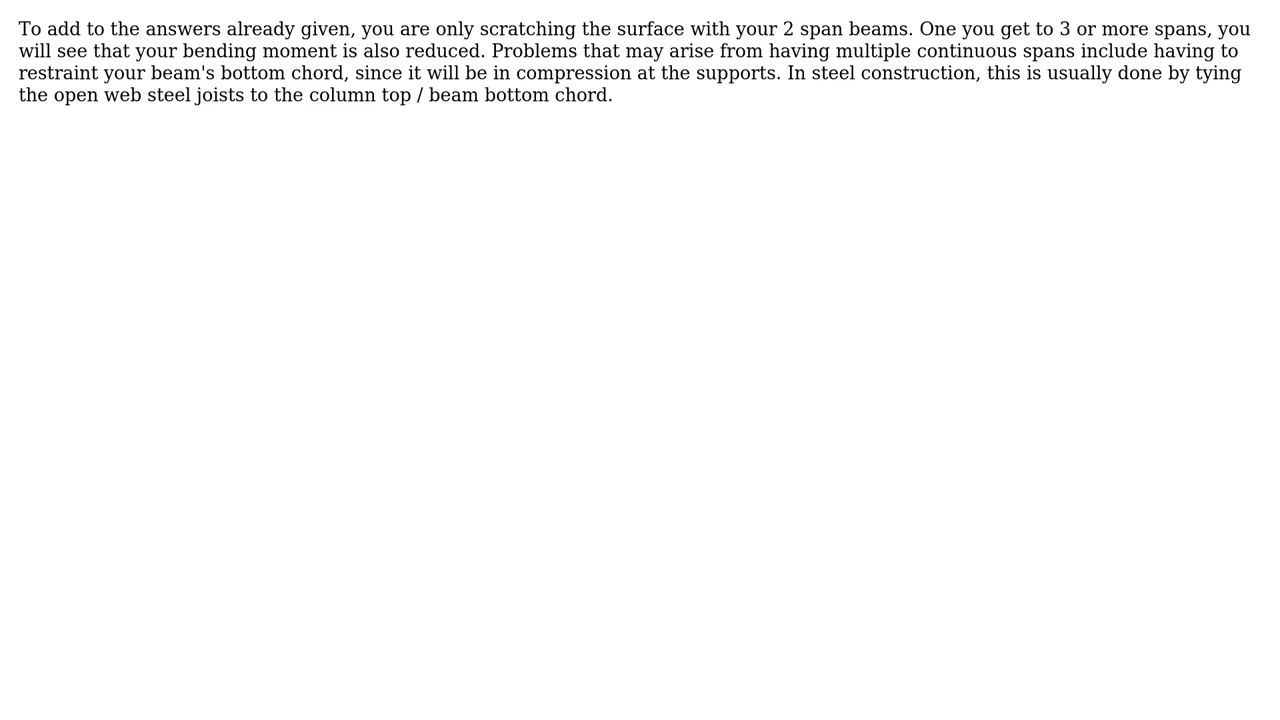 To add to the answers already given, you are only scratching the surface with your 2 span beams. One you get to 3 or more spans, you
will see that your bending moment is also reduced. Problems that may arise from having multiple continuous spans include having to
restraint your beam's bottom chord, since it will be in compression at the supports. In steel construction, this is usually done by tying
the open web steel joists to the column top / beam bottom chord.